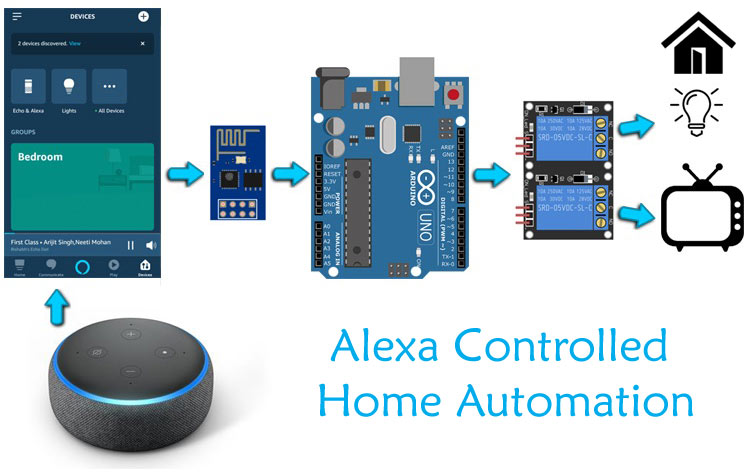 DEVICES
2 devices discovered. View
Echo & Alexa
Lights
All Devices
GROUPS
Bedroom
First Class • Arijit Singh,Neeti Mohan
Home
Communicate
Play
Devices
IOREF
RESET
3.3V
5V
GND
GND
Vin
POWER
A0
A1
A2
A3
A4
A5
ANALOG IN
TX
RX
L
ARDUINO
UNO
ON
AREF
GND
13
12
~11
~10
~9
8
7
~6
~5
4
~3
2
TX-1
RX-0
DIGITAL (PWM ~)
10A 250VAC 10A 125VAC
10A 30VDC 10A 28VDC
SRD-05VDC-SL-C
10A 250VAC 10A 125VAC
10A 30VDC 10A 28VDC
SRD-05VDC-SL-C
Alexa Controlled
Home Automation